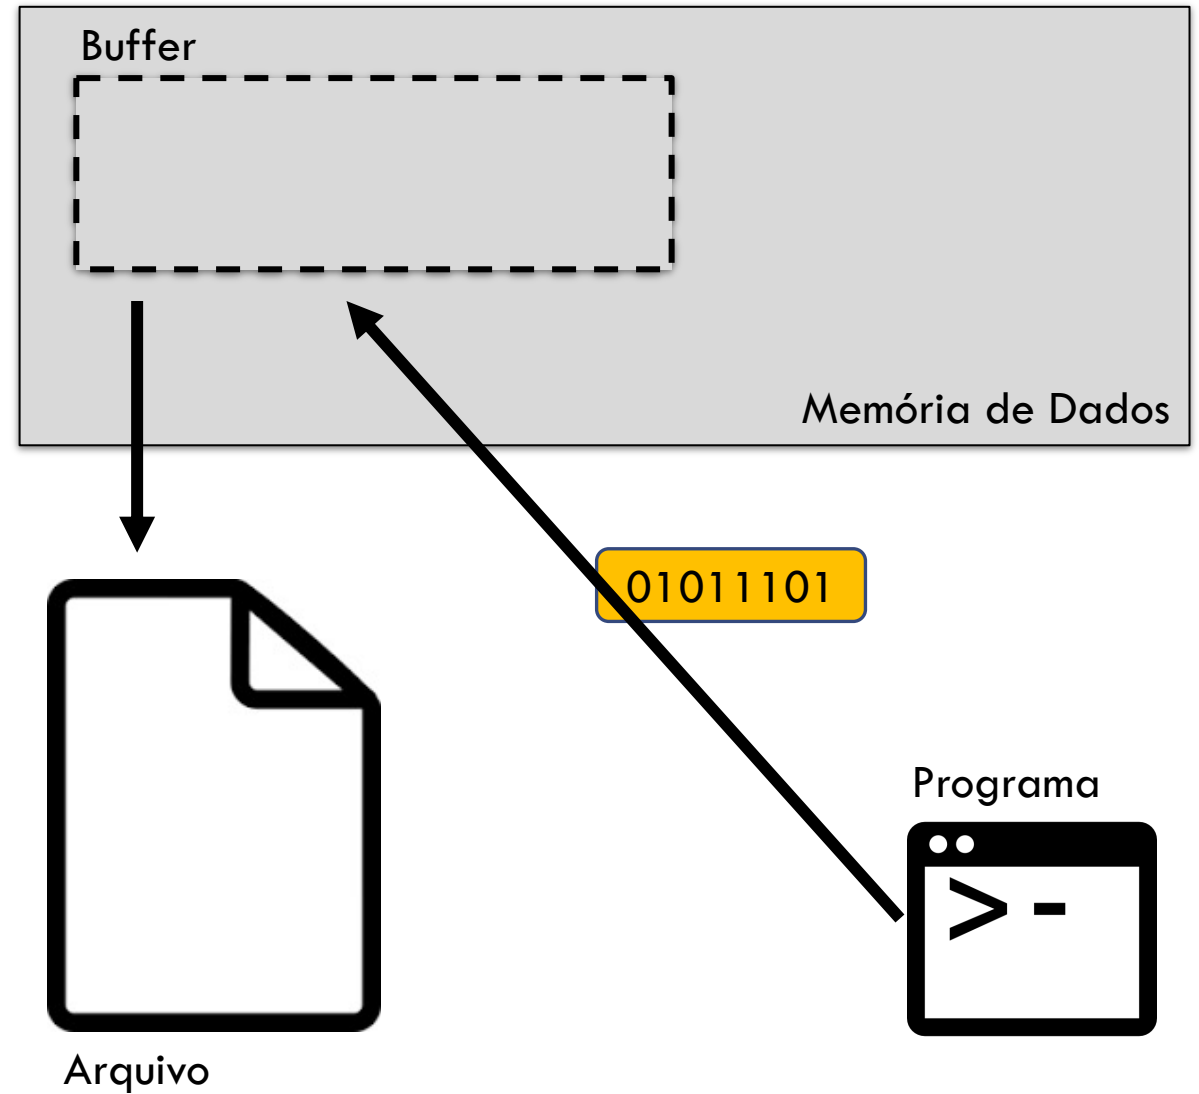 Buffer
Memória de Dados
01011101
Programa
> -
Arquivo